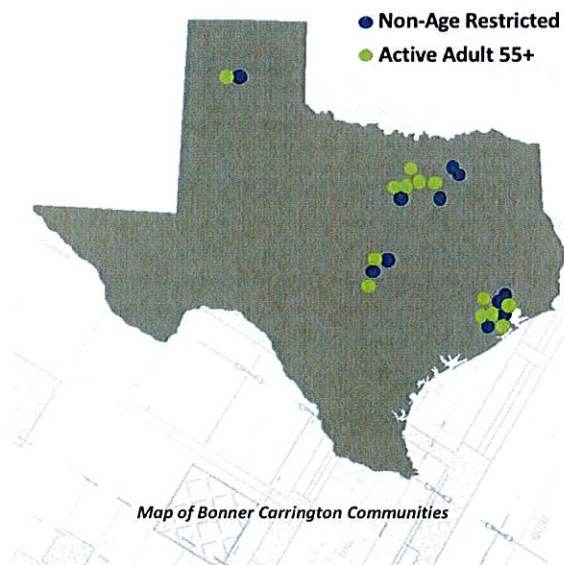 Non-Age Restricted
Active Adult 55+
Map of Bonner Carrington Communities